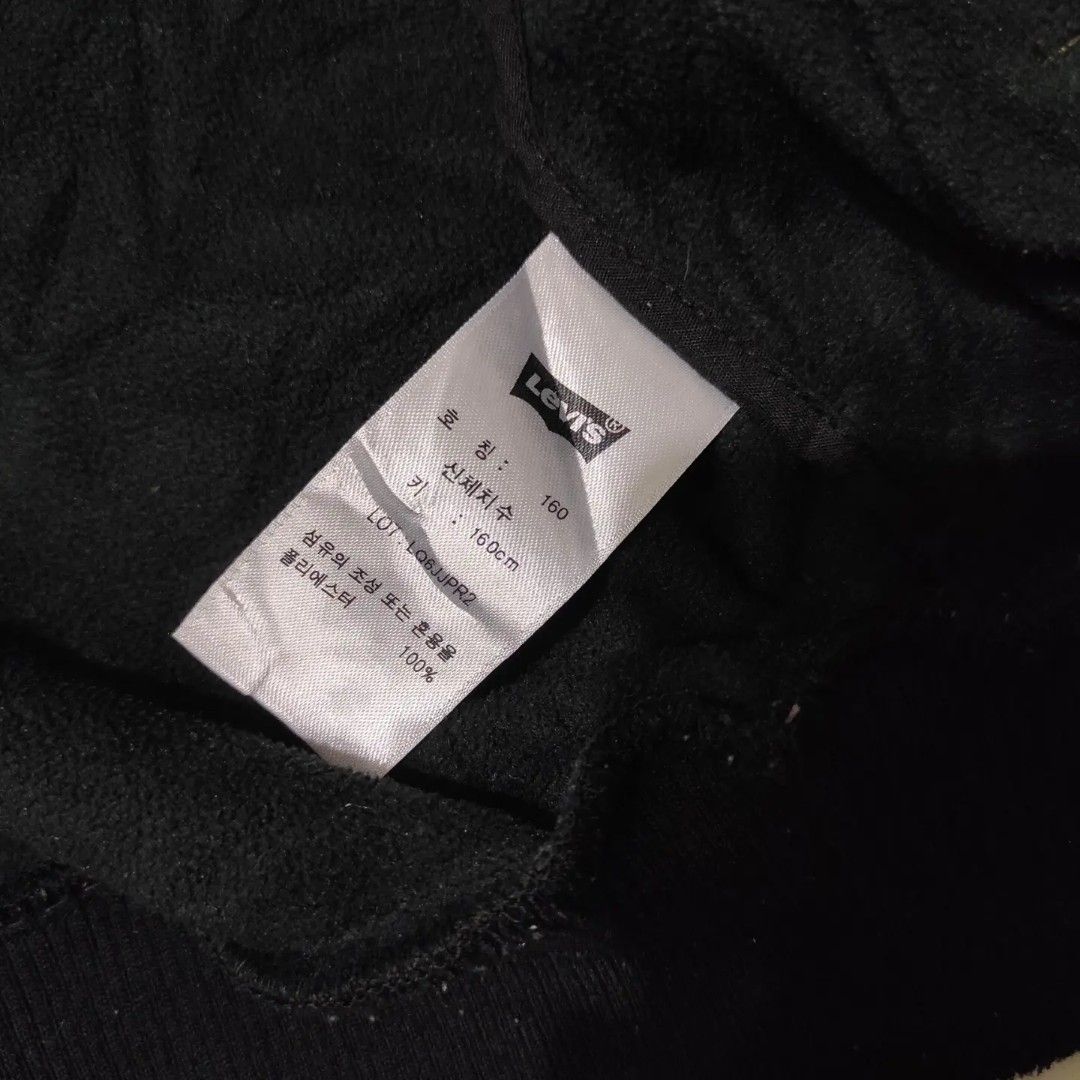 Levi's®
호 칭 : 160
신체치수
키 : 160cm
LOT LQ6JJPR2
섬유의 조성 또는 혼용율
폴리에스터 100%